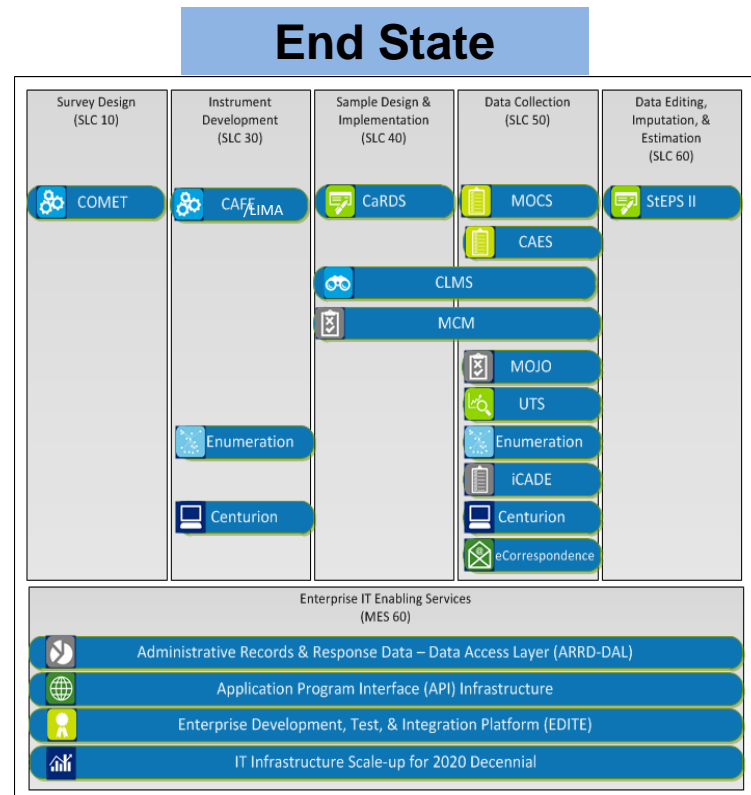 End State
Survey Design
(SLC 10)
Instrument
Development
(SLC 30)
Sample Design &
Implementation
(SLC 40)
Data Collection
(SLC 50)
Data Editing,
Imputation, &
Estimation
(SLC 60)
COMET
CAFE/LIMA
CaRDS
MOCS
StEPS II
CAES
CLMS
MCM
MOJO
UTS
Enumeration
Enumeration
iCADE
Centurion
Centurion
eCorrespondence
Enterprise IT Enabling Services
(MES 60)
Administrative Records & Response Data – Data Access Layer (ARRD-DAL)
Application Program Interface (API) Infrastructure
Enterprise Development, Test, & Integration Platform (EDITE)
IT Infrastructure Scale-up for 2020 Decennial